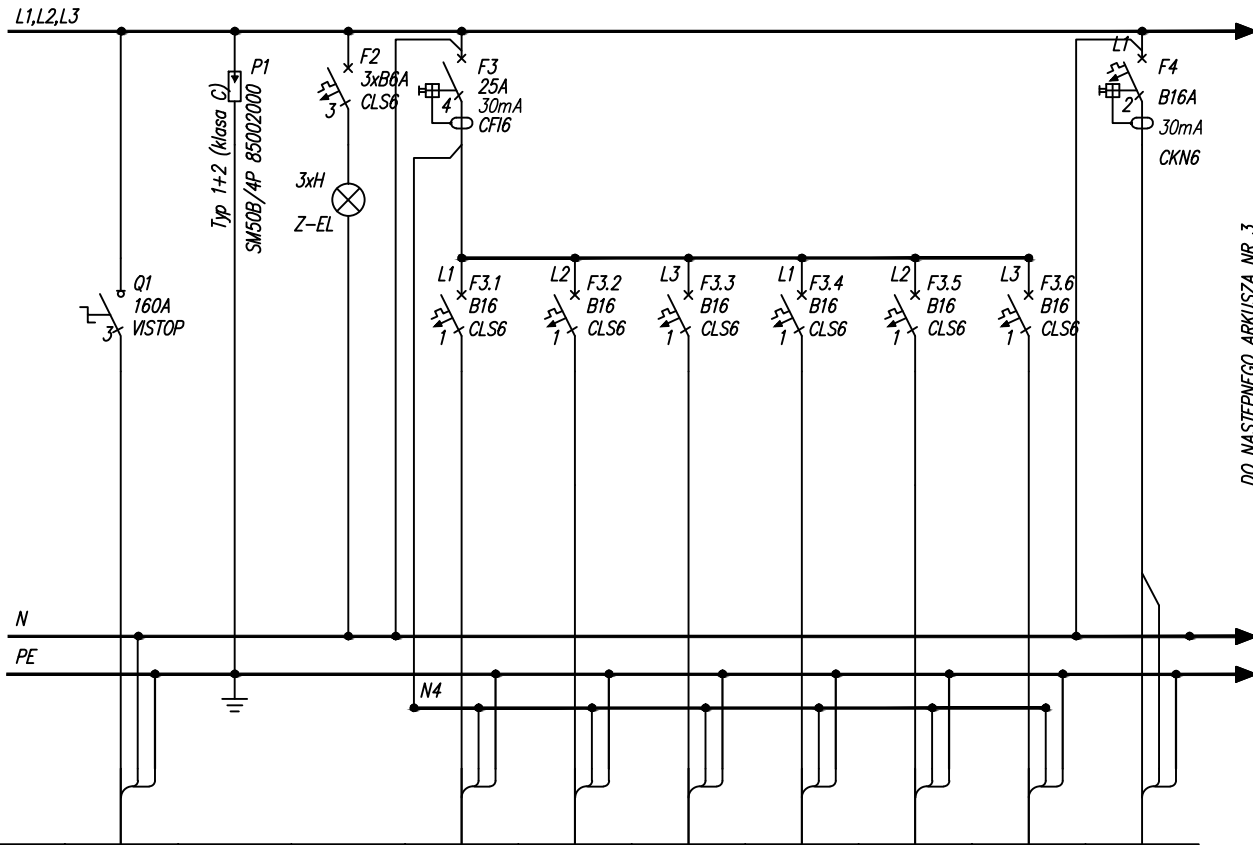 L1,L2,L3
P1
Typ 1+2 (klasa C)
SM50B/4P 85002000
F2
3xB6A
CLS6
3
3xH
Z-EL
F3
25A
30mA
CFI6
4
L1
F4
B16A
2
30mA
CKN6
Q1
160A
VISTOP
3
L1
F3.1
B16
CLS6
1
L2
F3.2
B16
CLS6
1
L3
F3.3
B16
CLS6
1
L1
F3.4
B16
CLS6
1
L2
F3.5
B16
CLS6
1
L3
F3.6
B16
CLS6
1
DO NASTĘPNEGO ARKUSZA NR 3
N
PE
N4